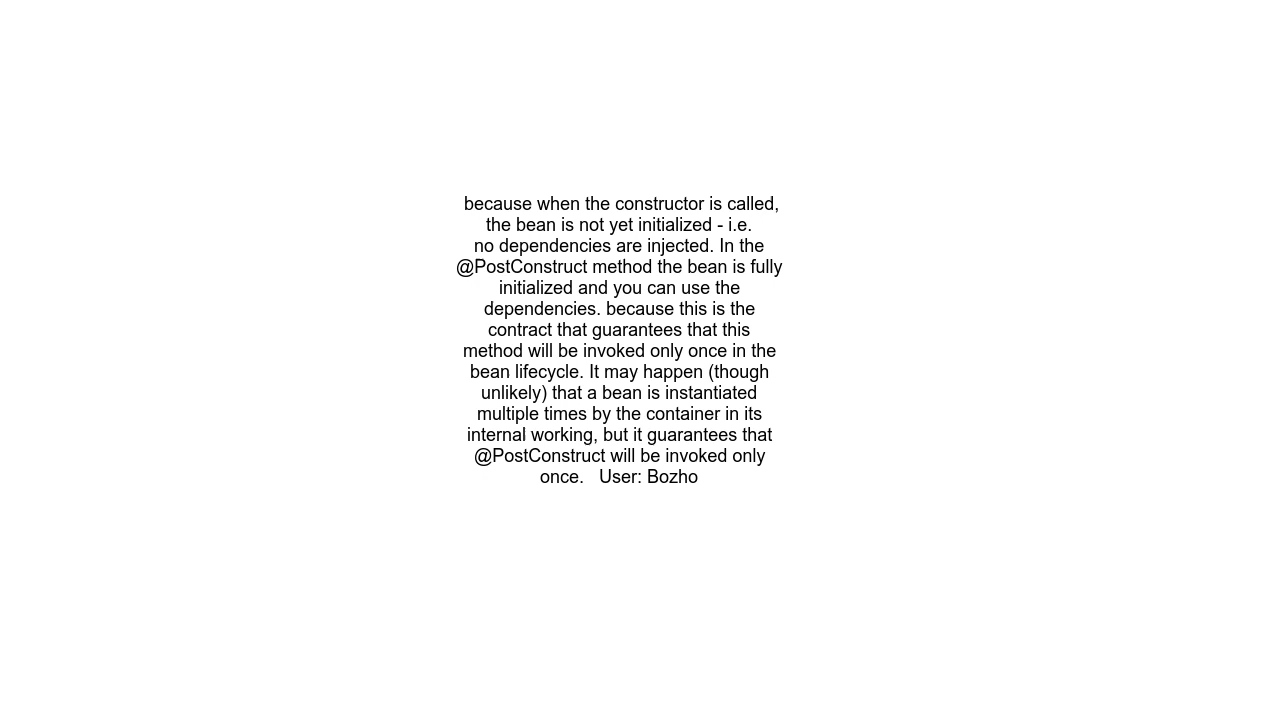 because when the constructor is called,
the bean is not yet initialized - i.e.
no dependencies are injected. In the
@PostConstruct method the bean is fully
initialized and you can use the
dependencies. because this is the
contract that guarantees that this
method will be invoked only once in the
bean lifecycle. It may happen (though
unlikely) that a bean is instantiated
multiple times by the container in its
internal working, but it guarantees that
@PostConstruct will be invoked only
once.   User: Bozho